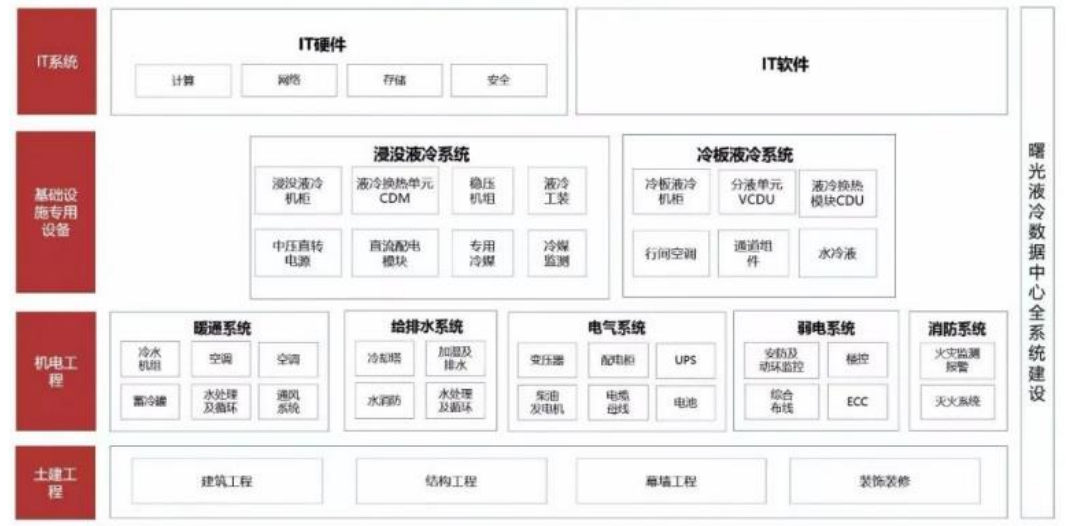 IT系统
IT硬件
计算
网络
存储
安全
IT软件
基础设
施专用
设备
浸没液冷系统
浸没液冷
机柜
液冷换热单元
CDM
稳压
机组
液冷
工装
中压直转
电源
直流配电
模块
专用
冷媒
冷媒
监测
冷板液冷系统
冷板液冷
机柜
分液单元
VCDU
液冷换热
模块CDU
行间空调
通道组
件
水冷液
机电工
程
暖通系统
冷水
机组
空调
空调
蓄冷罐
水处理
及循环
通风
系统
给排水系统
冷却塔
加湿及
排水
水消防
水处理
及循环
电气系统
变压器
配电柜
UPS
柴油
发电机
电缆
母线
电池
弱电系统
安防及
动环监控
楼控
综合
布线
ECC
消防系统
火灾监测
报警
灭火系统
土建工
程
建筑工程
结构工程
幕墙工程
装饰装修
曙光液冷数据中心全系统建设